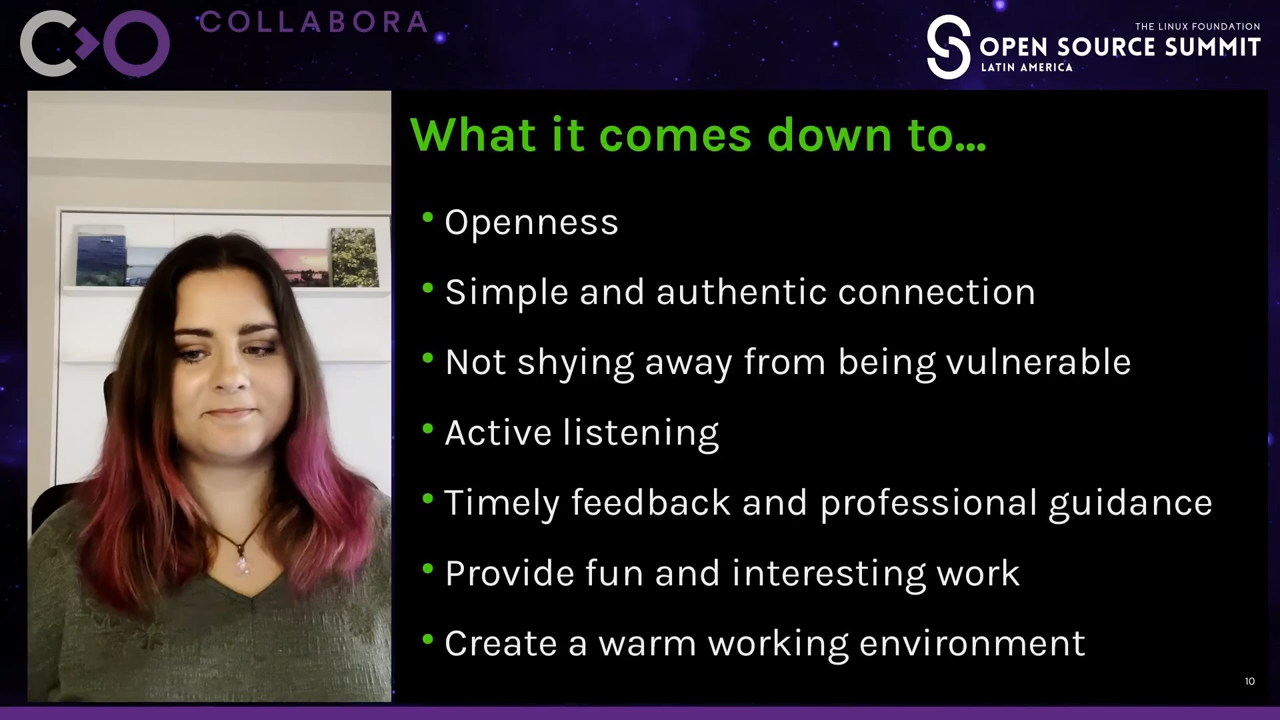 COLLABORA
THE LINUX FOUNDATION
OPEN SOURCE SUMMIT
LATIN AMERICA
What it comes down to...
• Openness
• Simple and authentic connection
• Not shying away from being vulnerable
• Active listening
• Timely feedback and professional guidance
• Provide fun and interesting work
• Create a warm working environment
10